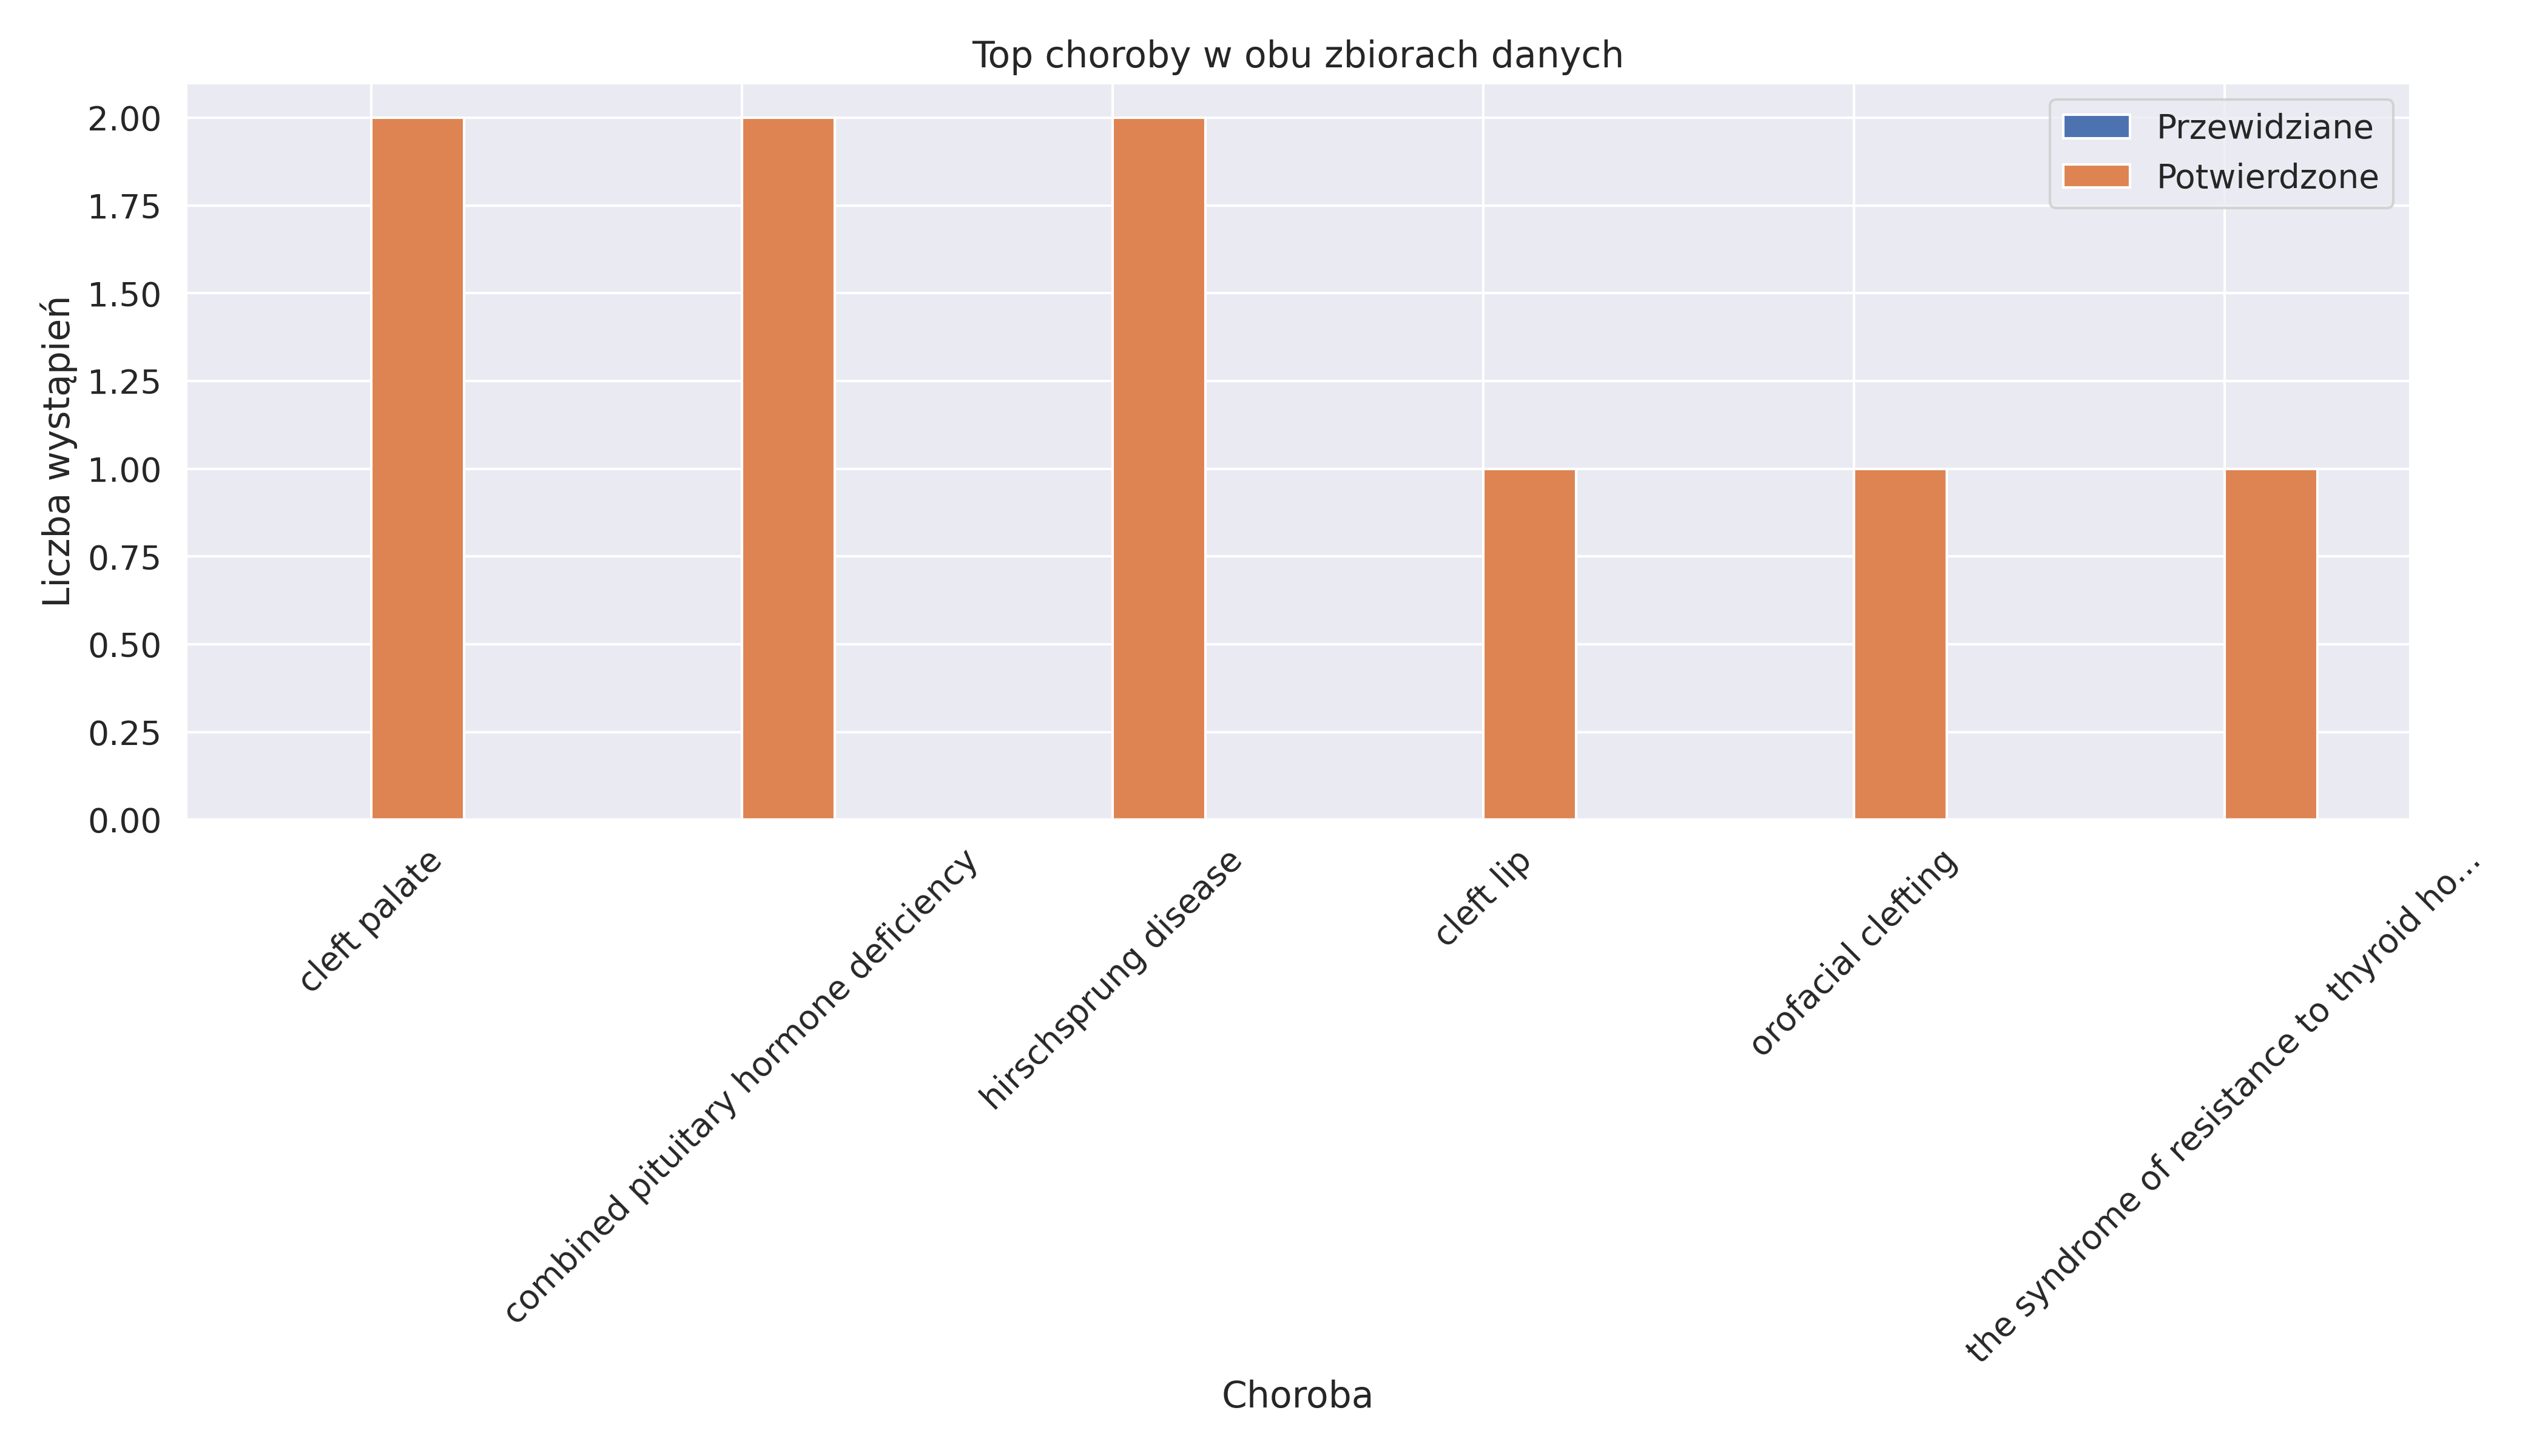 Top choroby w obu zbiorach danych
Przewidziane
Potwierdzone
Liczba wystąpień
2.00
1.75
1.50
1.25
1.00
0.75
0.50
0.25
0.00
cleft palate
combined pituitary hormone deficiency
hirschsprung disease
cleft lip
orofacial clefting
the syndrome of resistance to thyroid ho...
Choroba